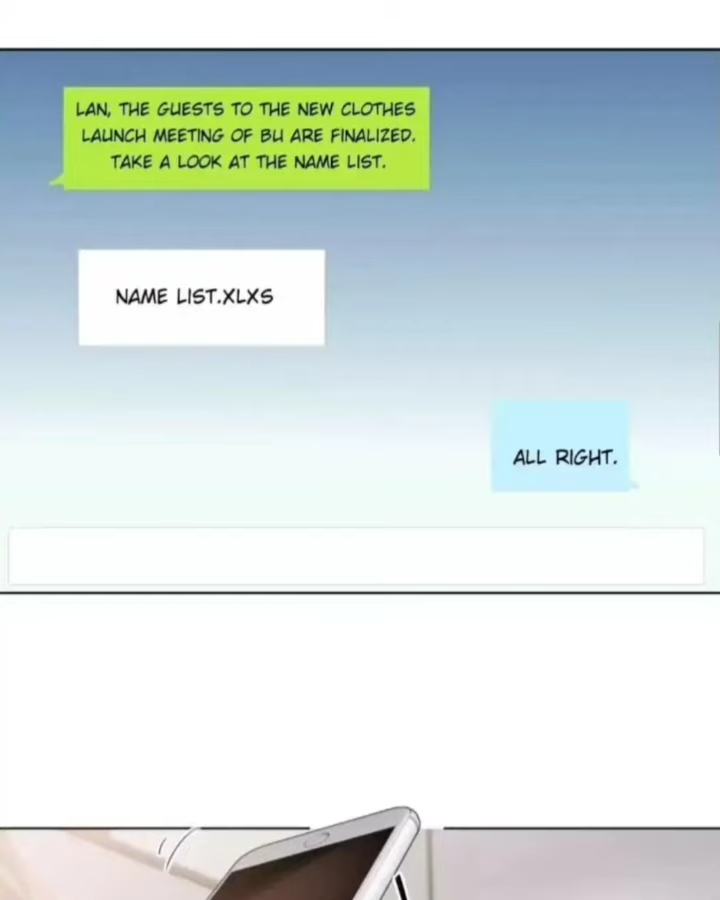 LAN, THE GUESTS TO THE NEW CLOTHES
LAUNCH MEETING OF BU ARE FINALIZED.
TAKE A LOOK AT THE NAME LIST.
NAME LIST.XLXS
ALL RIGHT.